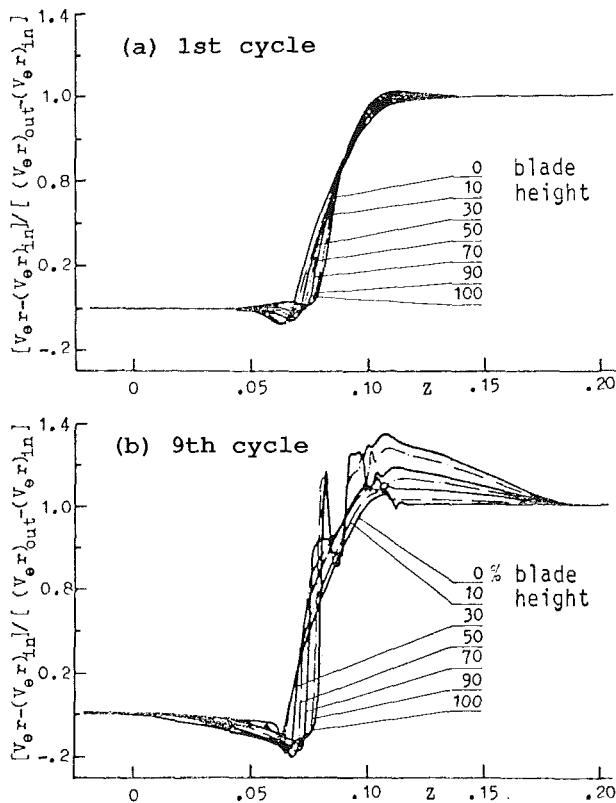 (a) 1st cycle
[Vθr-(Vθr)in]/[ (Vθr)out-(Vθr)in]
1.4
1.0
0.8
0.2
-.2
0 blade
10 height
30
50
70
90
100
0 .05 .10 Z .15 .20
(b) 9th cycle
[Vθr-(Vθr)in]/[ (Vθr)out-(Vθr)in]
1.4
1.0
0.8
0.2
-.2
0 % blade
10 height
30
50
70
90
100
0 .05 .10 Z .15 .20